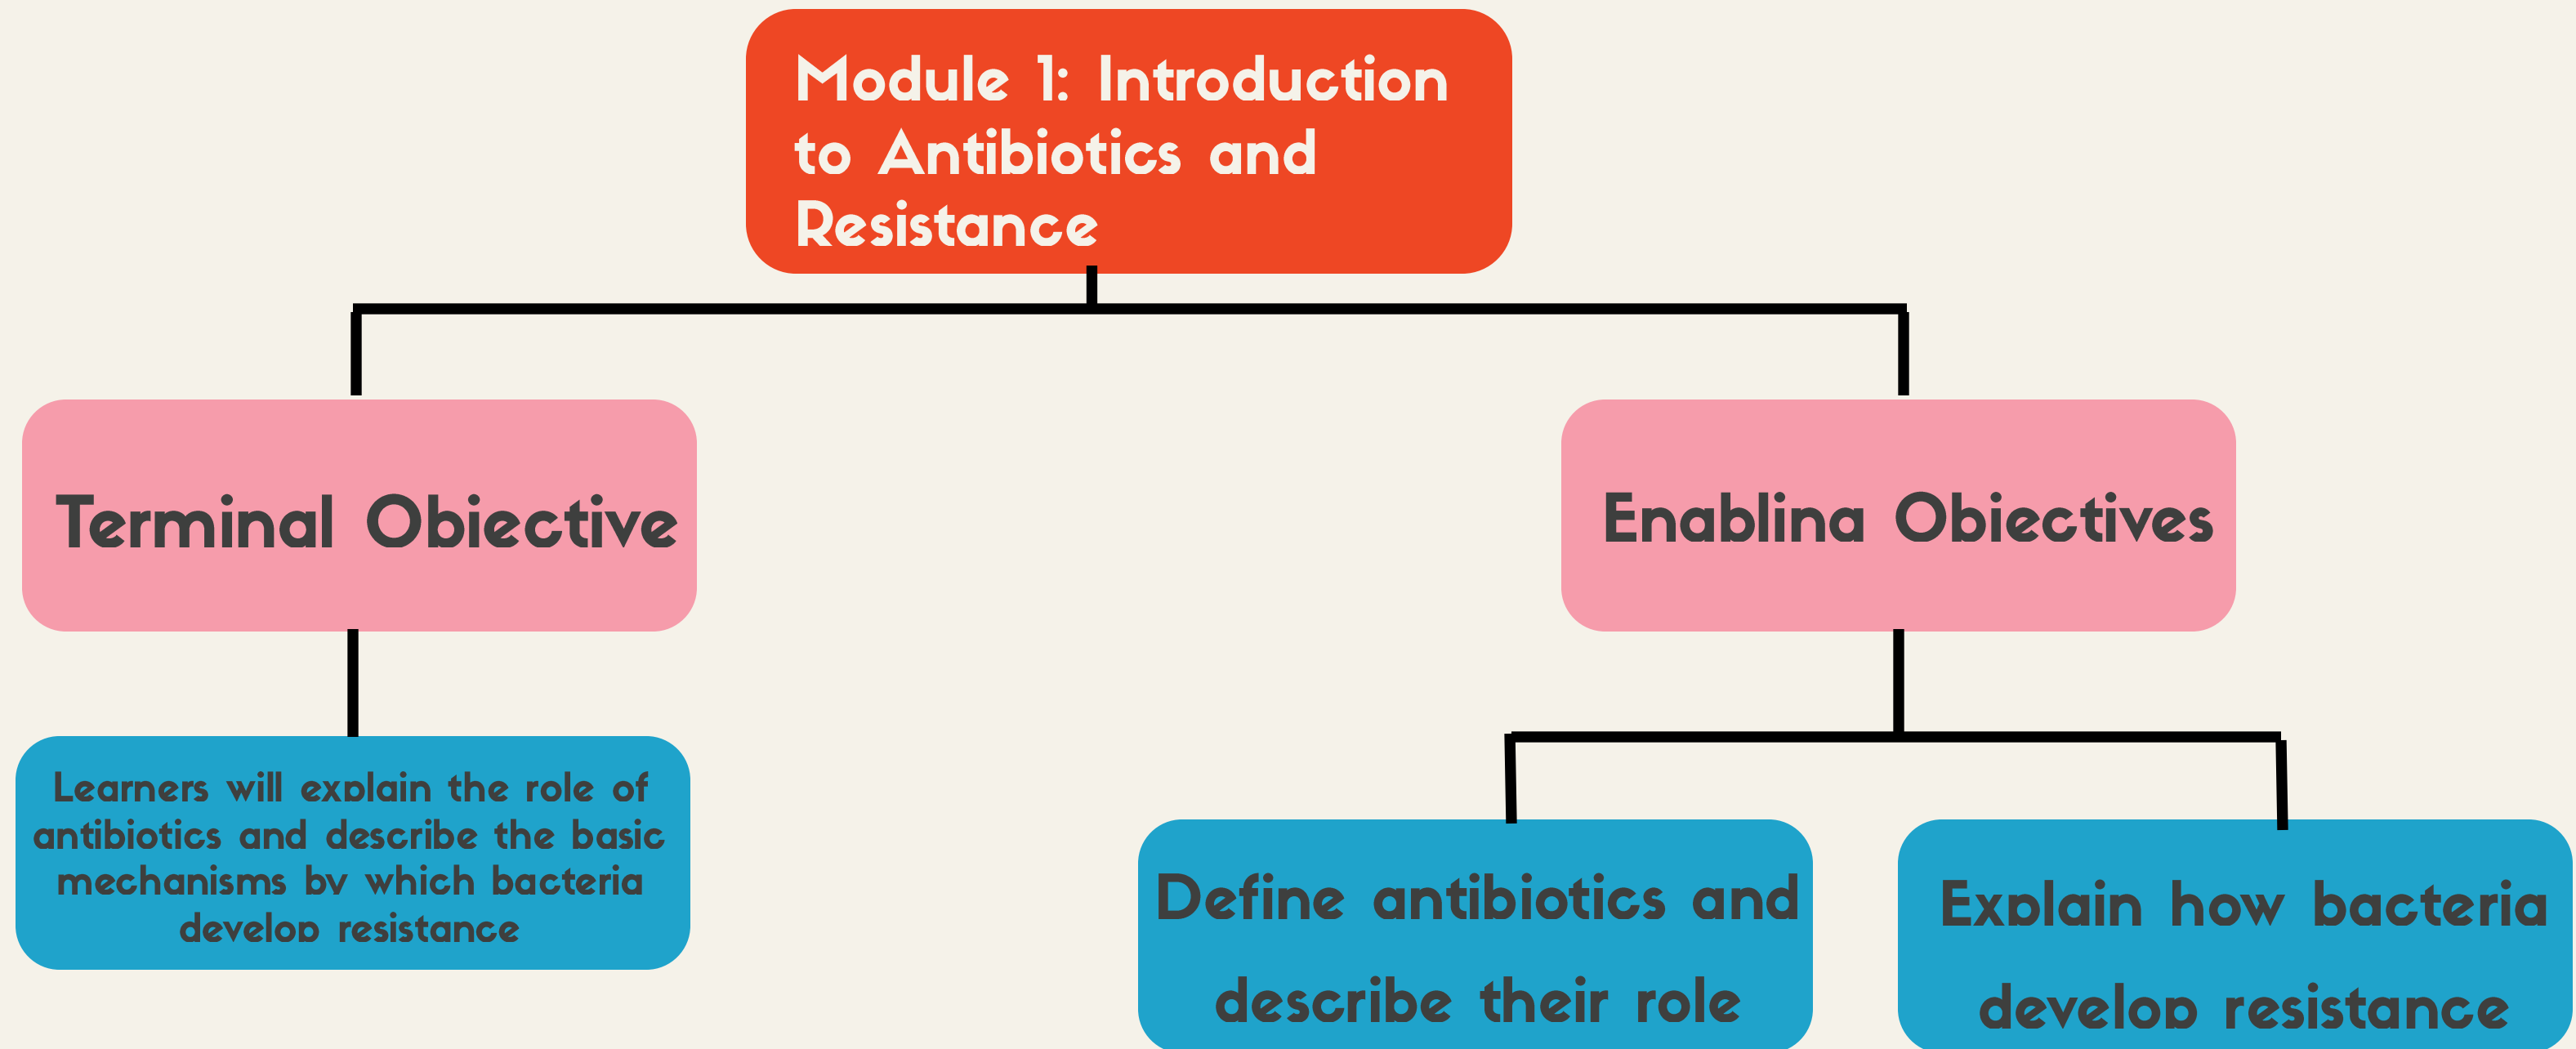 Module 1: Introduction
to Antibiotics and
Resistance
Terminal Objective
Enabling Objectives
Learners will explain the role of
antibiotics and describe the basic
mechanisms by which bacteria
develop resistance
Define antibiotics and
describe their role
Explain how bacteria
develop resistance